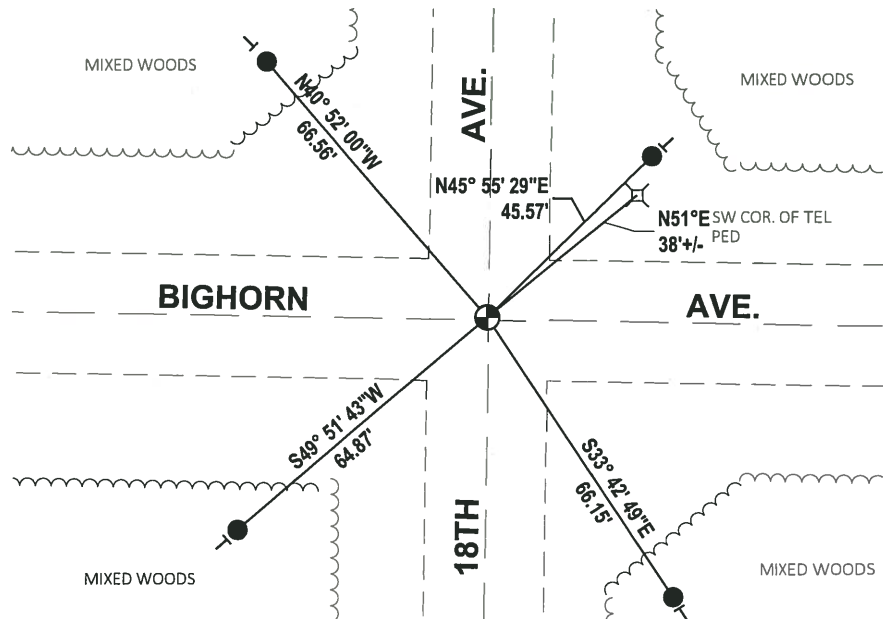 MIXED WOODS
MIXED WOODS
AVE.
N40° 52' 00"W
66.56'
N45° 55' 29"E
45.57'
N51°E SW COR. OF TEL
38'+/- PED
BIGHORN
AVE.
S49° 51' 43"W
64.87'
S33° 42' 49"E
66.15'
18TH
MIXED WOODS
MIXED WOODS